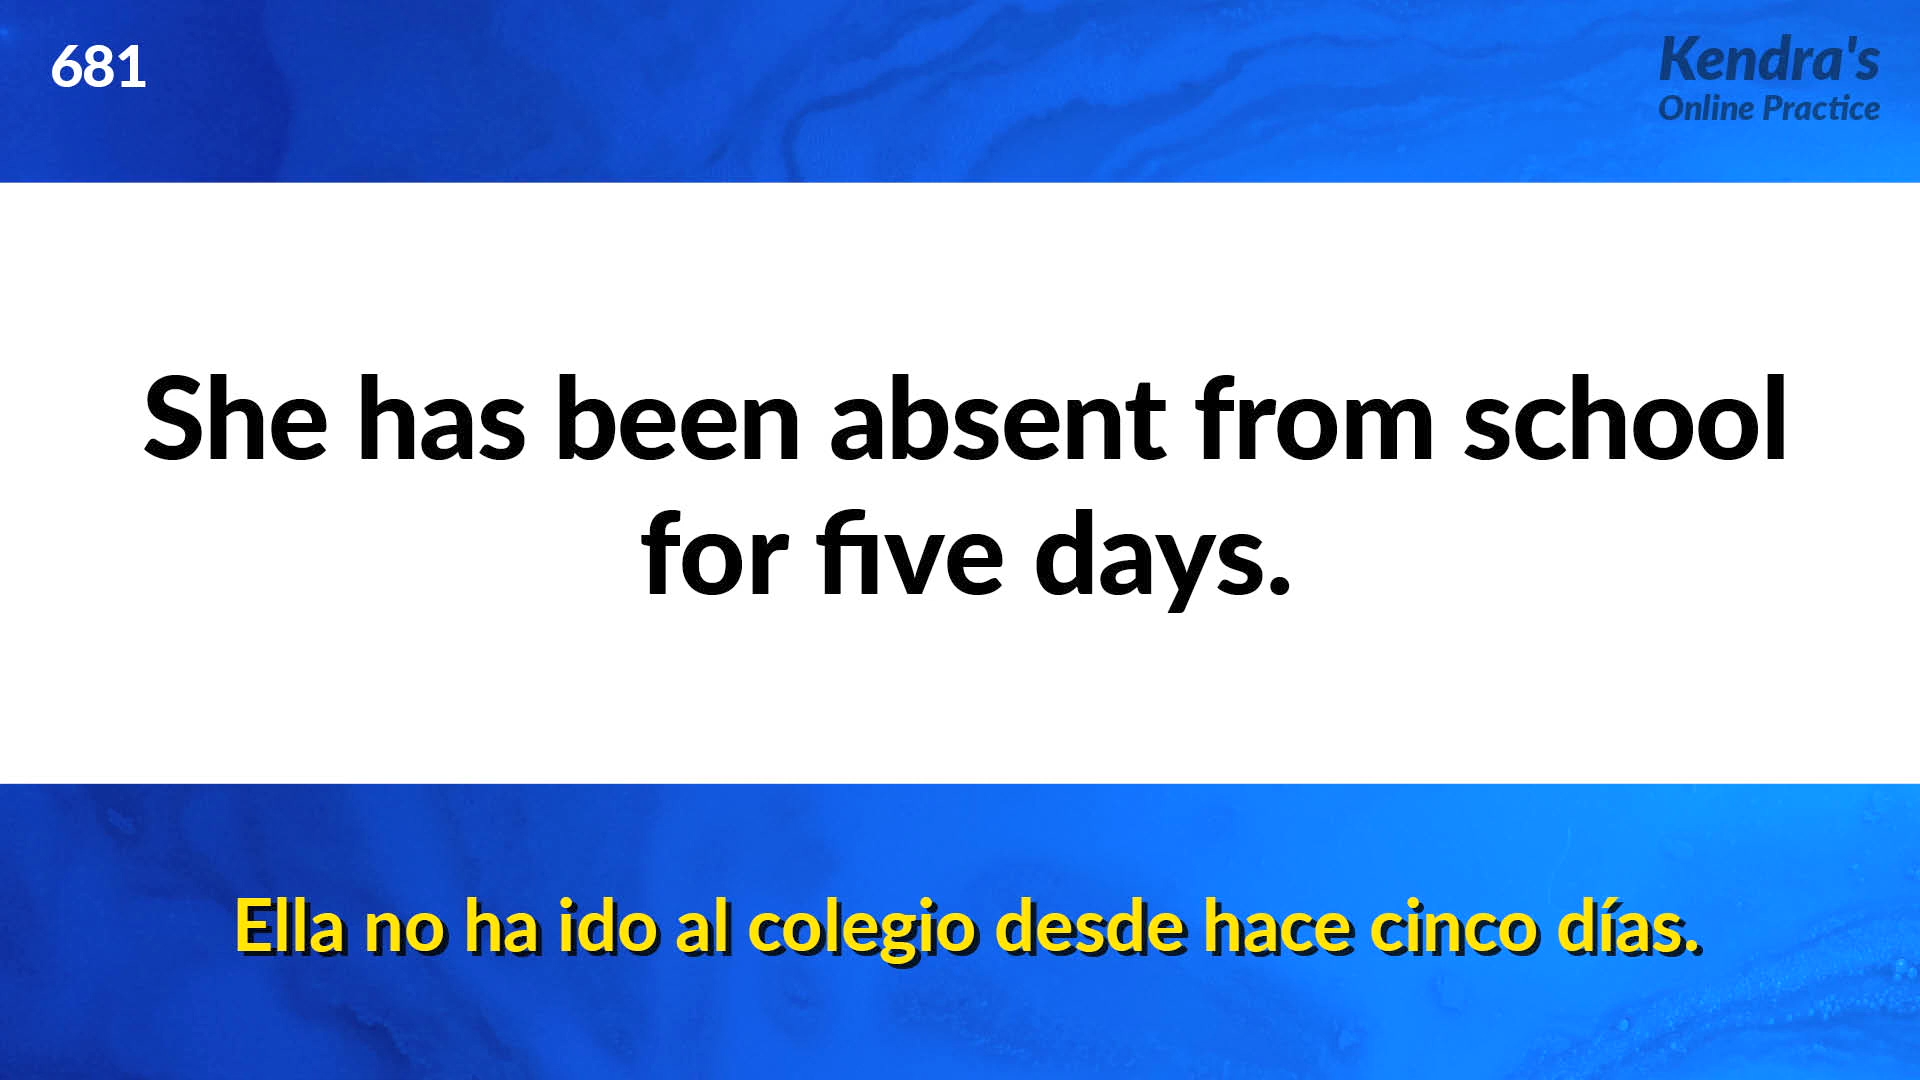 681
Kendra's
Online Practice
She has been absent from school
for five days.
Ella no ha ido al colegio desde hace cinco días.